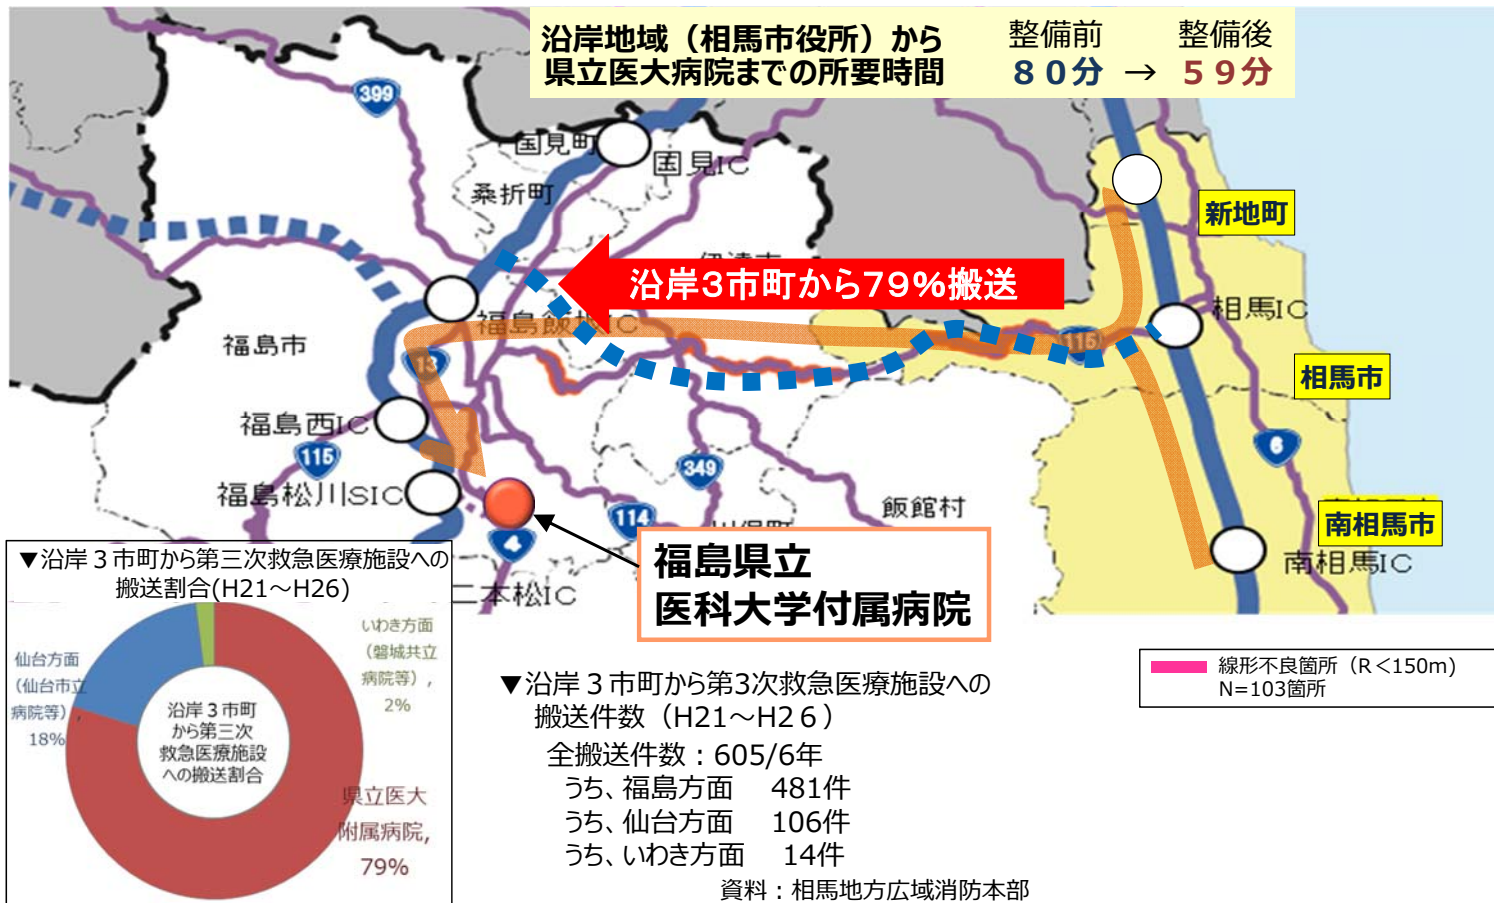 沿岸地域（相馬市役所）から
県立医大病院までの所要時間
整備前 整備後
８０分 → ５９分
399
国見町
国見IC
桑折町
新地町
沿岸3市町から79%搬送
相馬IC
福島飯坂IC
福島市
13
115
相馬市
福島西IC
115
6
福島松川SIC
349
飯館村
114
南相馬市
4
南相馬IC
二本松IC
福島県立
医科大学付属病院
▼沿岸３市町から第三次救急医療施設への
搬送割合(H21～H26)
いわき方面
（磐城共立
病院等）,
2%
仙台方面
（仙台市立
病院等）,
18%
沿岸３市町
から第三次
救急医療施設
への搬送割合
県立医大
附属病院,
79%
▼沿岸３市町から第3次救急医療施設への
搬送件数（H21～H2６）
全搬送件数：605/6年
うち、福島方面 481件
うち、仙台方面 106件
うち、いわき方面 14件
資料：相馬地方広域消防本部
線形不良箇所（R＜150m）
N=103箇所